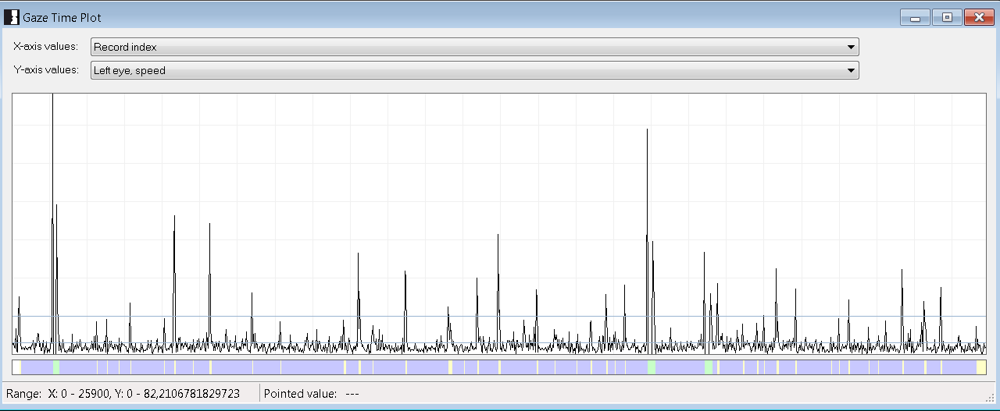 Gaze Time Plot
X-axis values: Record index
Y-axis values: Left eye, speed
Range: X: 0 - 25900, Y: 0 - 82,2106781829723 Pointed value: ---